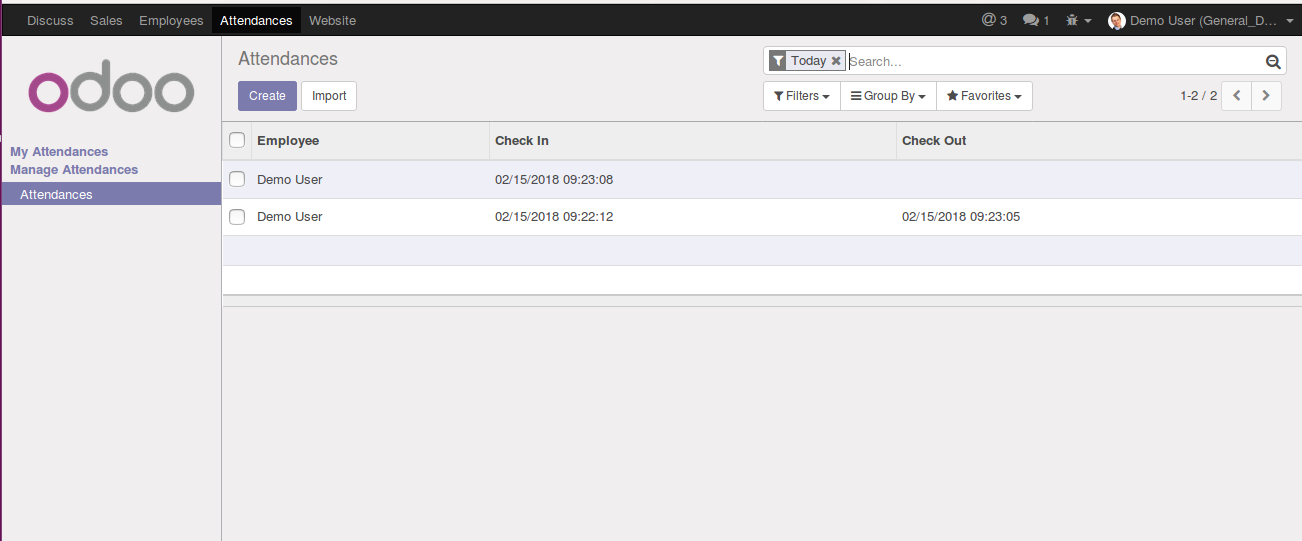 Discuss Sales Employees Attendances Website @ 3 1 Demo User (General_D...
odoo
Attendances
Today Search...
Create Import
Filters Group By Favorites 1-2 / 2
My Attendances
Manage Attendances
Attendances
Employee Check In Check Out
Demo User 02/15/2018 09:23:08
Demo User 02/15/2018 09:22:12 02/15/2018 09:23:05